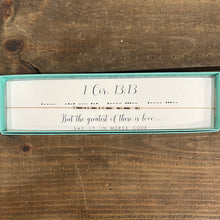 1 Cor. 13:13
But the greatest of these is love...
SAY IT IN MORSE CODE